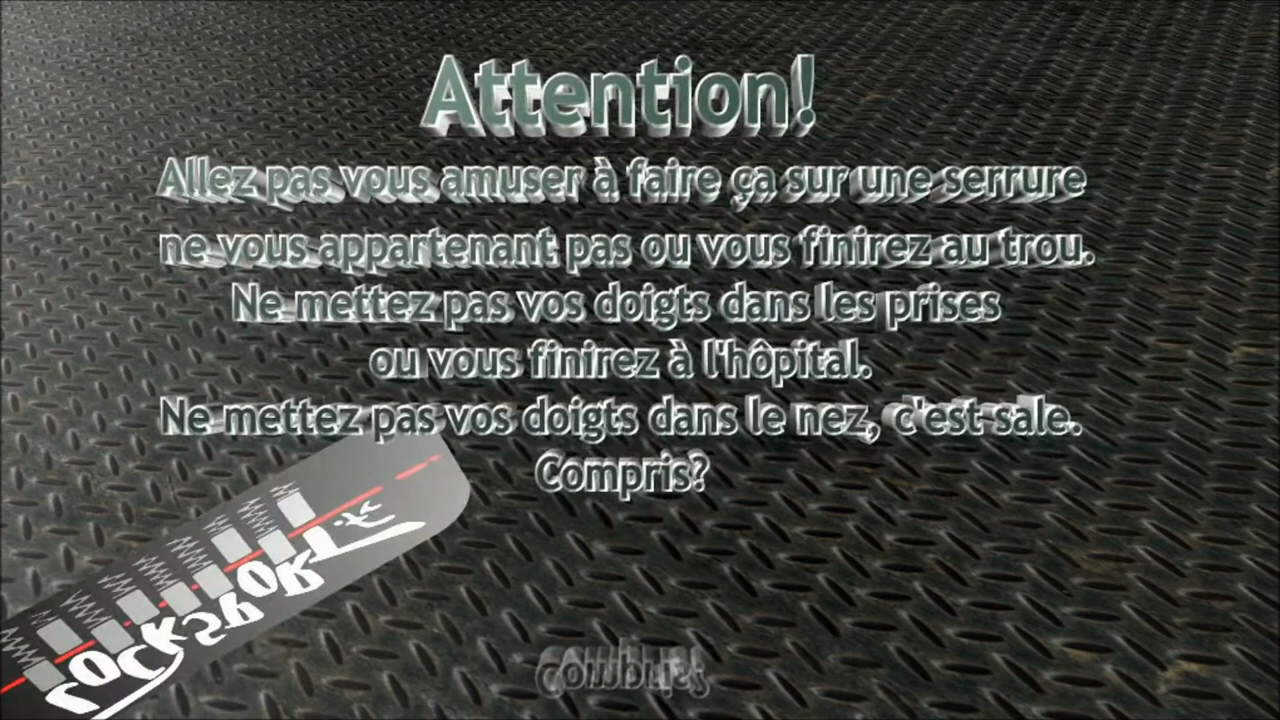 Attention!
Allez pas vous amuser à faire ça sur une serrure
ne vous appartenant pas ou vous finirez au trou.
Ne mettez pas vos doigts dans les prises
ou vous finirez à l'hôpital.
Ne mettez pas vos doigts dans le nez, c'est sale.
Compris?
LOCKSPORT.fr
Compris?